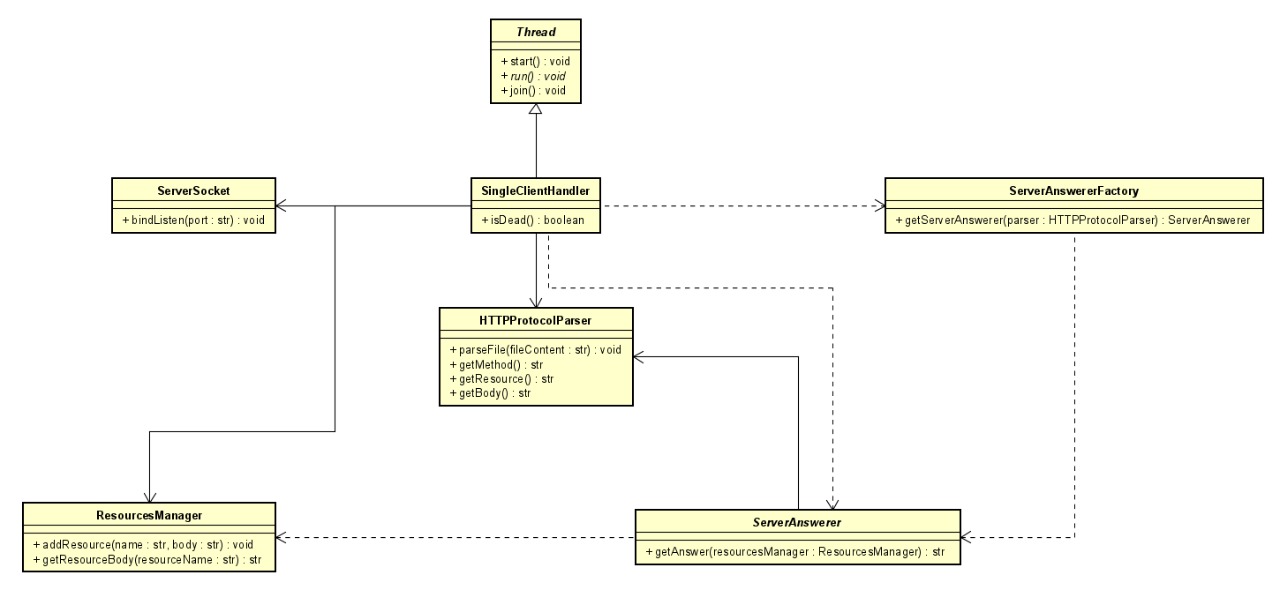 Thread
+ start() : void
+ run() : void
+ join() : void
ServerSocket
+ bindListen(port : str) : void
SingleClientHandler
+ isDead() : boolean
ServerAnswererFactory
+ getServerAnswerer(parser : HTTPProtocolParser) : ServerAnswerer
HTTPProtocolParser
+ parseFile(fileContent : str) : void
+ getMethod() : str
+ getResource() : str
+ getBody() : str
ResourcesManager
+ addResource(name : str, body : str) : void
+ getResourceBody(resourceName : str) : str
ServerAnswerer
+ getAnswer(resourcesManager : ResourcesManager) : str